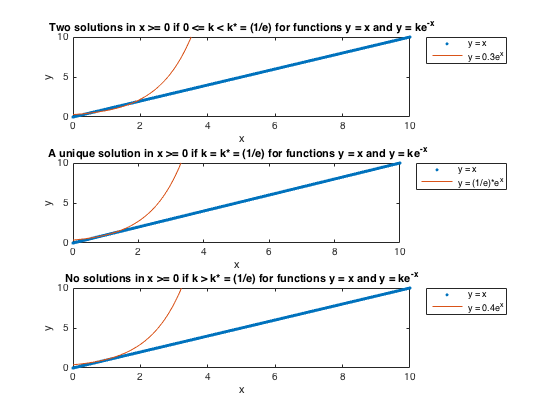 Two solutions in x >= 0 if 0 <= k < k* = (1/e) for functions y = x and y = ke^-x
10
5
0
y
0 2 4 6 8 10
x
y = x
y = 0.3e^x
A unique solution in x >= 0 if k = k* = (1/e) for functions y = x and y = ke^-x
10
5
0
y
0 2 4 6 8 10
x
y = x
y = (1/e)*e^x
No solutions in x >= 0 if k > k* = (1/e) for functions y = x and y = ke^-x
10
5
0
y
0 2 4 6 8 10
x
y = x
y = 0.4e^x